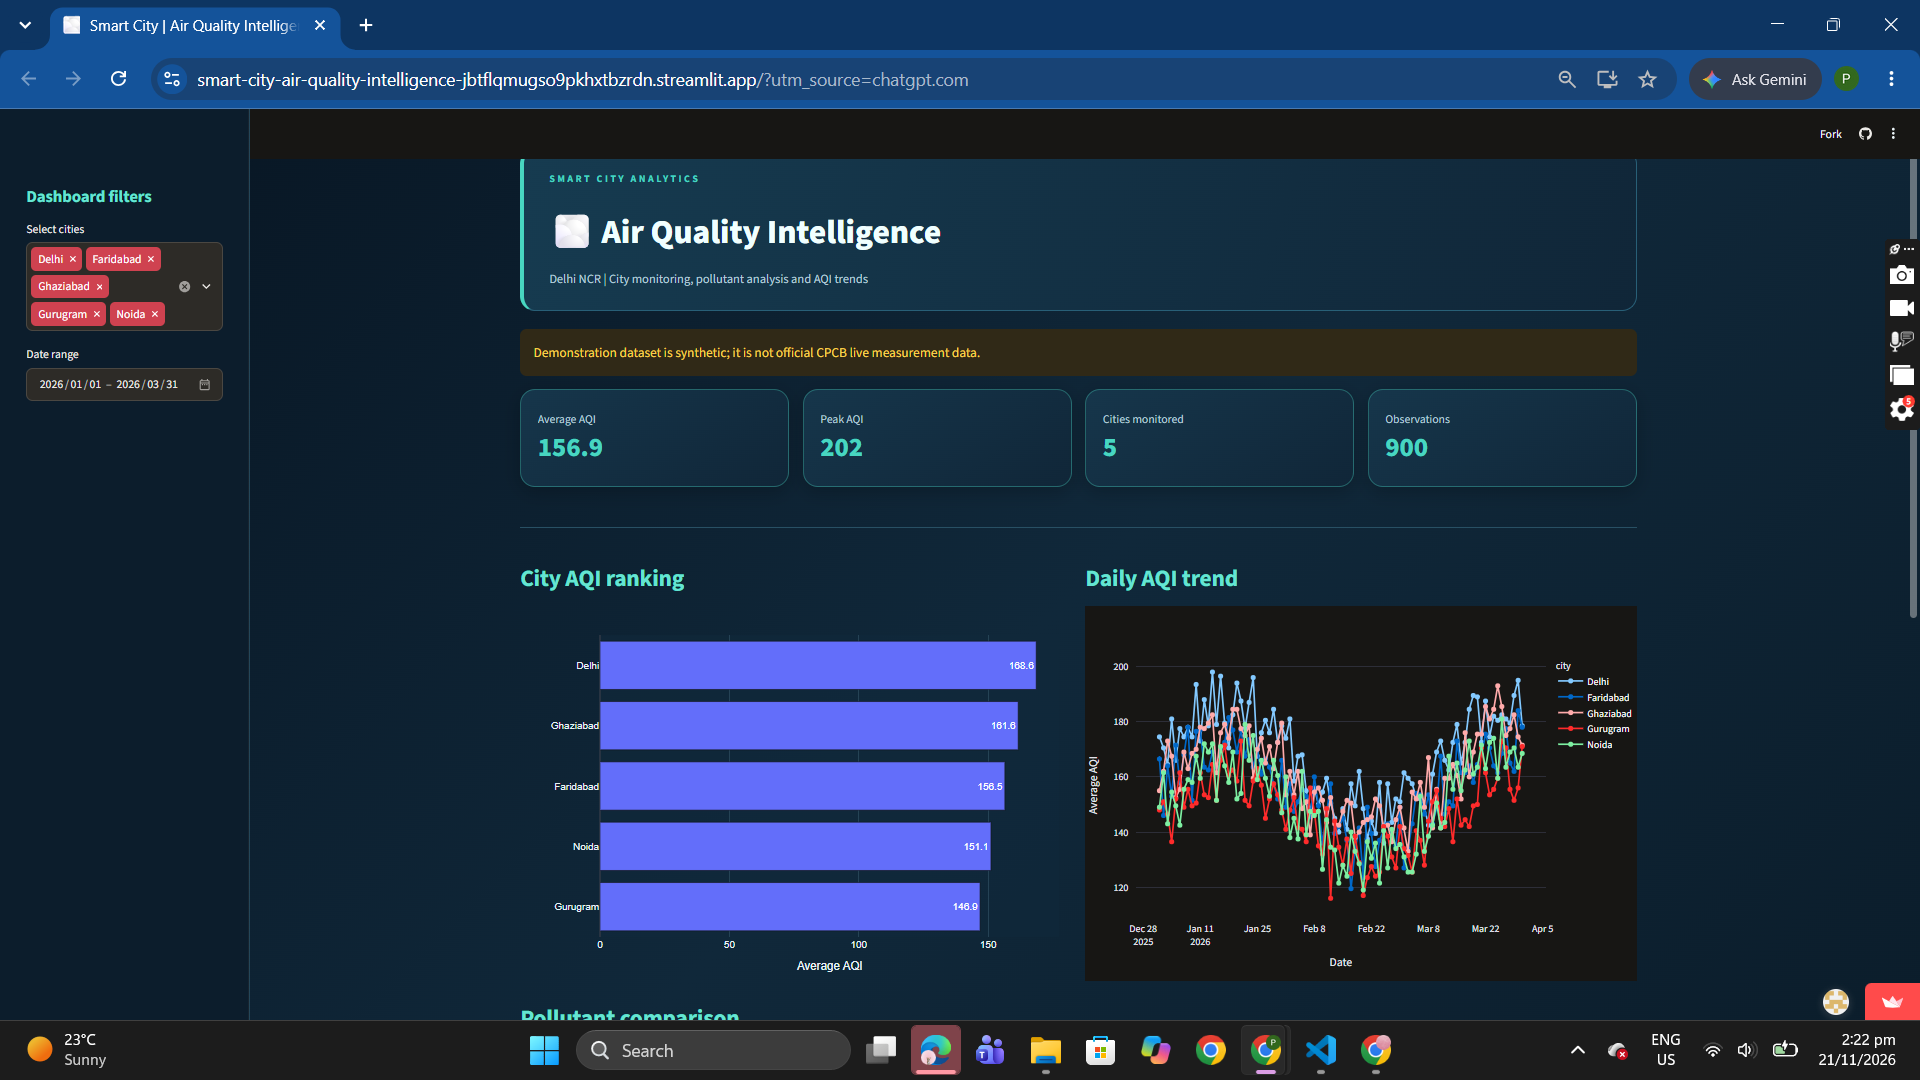 Smart City | Air Quality Intellige
smart-city-air-quality-intelligence-jbtflqmugso9pkhxtbzrdn.streamlit.app/?utm_source=chatgpt.com
Ask Gemini
P
Fork
Dashboard filters
Select cities
Delhi
Faridabad
Ghaziabad
Gurugram
Noida
Date range
2026/01/01 – 2026/03/31
SMART CITY ANALYTICS
Air Quality Intelligence
Delhi NCR | City monitoring, pollutant analysis and AQI trends
Demonstration dataset is synthetic; it is not official CPCB live measurement data.
Average AQI
156.9
Peak AQI
202
Cities monitored
5
Observations
900
5
City AQI ranking
Delhi 168.6
Ghaziabad 161.6
Faridabad 156.5
Noida 151.1
Gurugram 146.9
0 50 100 150
Average AQI
Daily AQI trend
200
180
160
140
120
Average AQI
Dec 28 Jan 11 Jan 25 Feb 8 Feb 22 Mar 8 Mar 22 Apr 5
2025 2026
Date
city
Delhi
Faridabad
Ghaziabad
Gurugram
Noida
Pollutant comparison
23°C
Sunny
Search
P
ENG
US
2:22 pm
21/11/2026